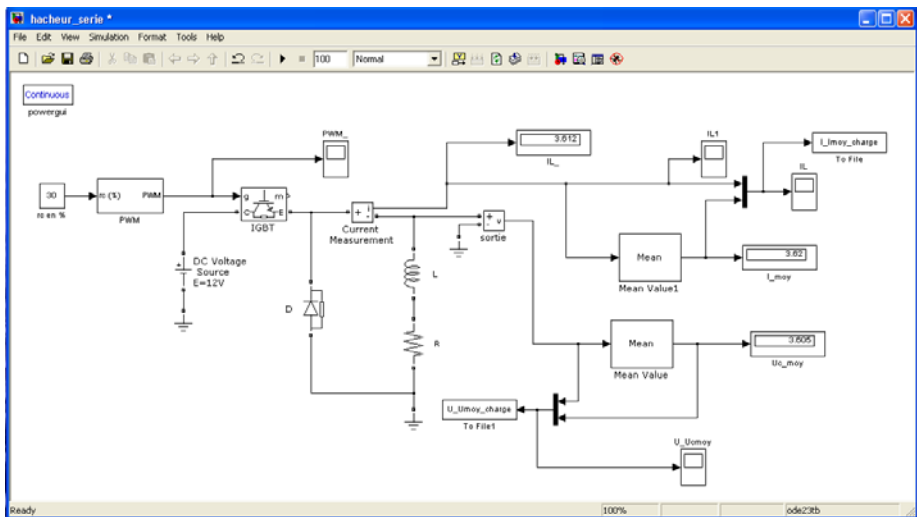 hacheur_serie *
File Edit View Simulation Format Tools Help
100 Normal
Continuous
powergui
PWM_
3.612
IL_
IL1
I_Imoy_charge
To File
IL
30
rc en %
rc (%) PWM
PWM
g m
C E
IGBT
+ i
-
Current
Measurement
+
- v
sortie
DC Voltage
Source
E=12V
+
L
D
R
Mean
Mean Value1
3.62
I_moy
Mean
Mean Value
3.605
Uc_moy
U_Umoy_charge
To File1
U_Ucmoy
Ready 100% ode23tb